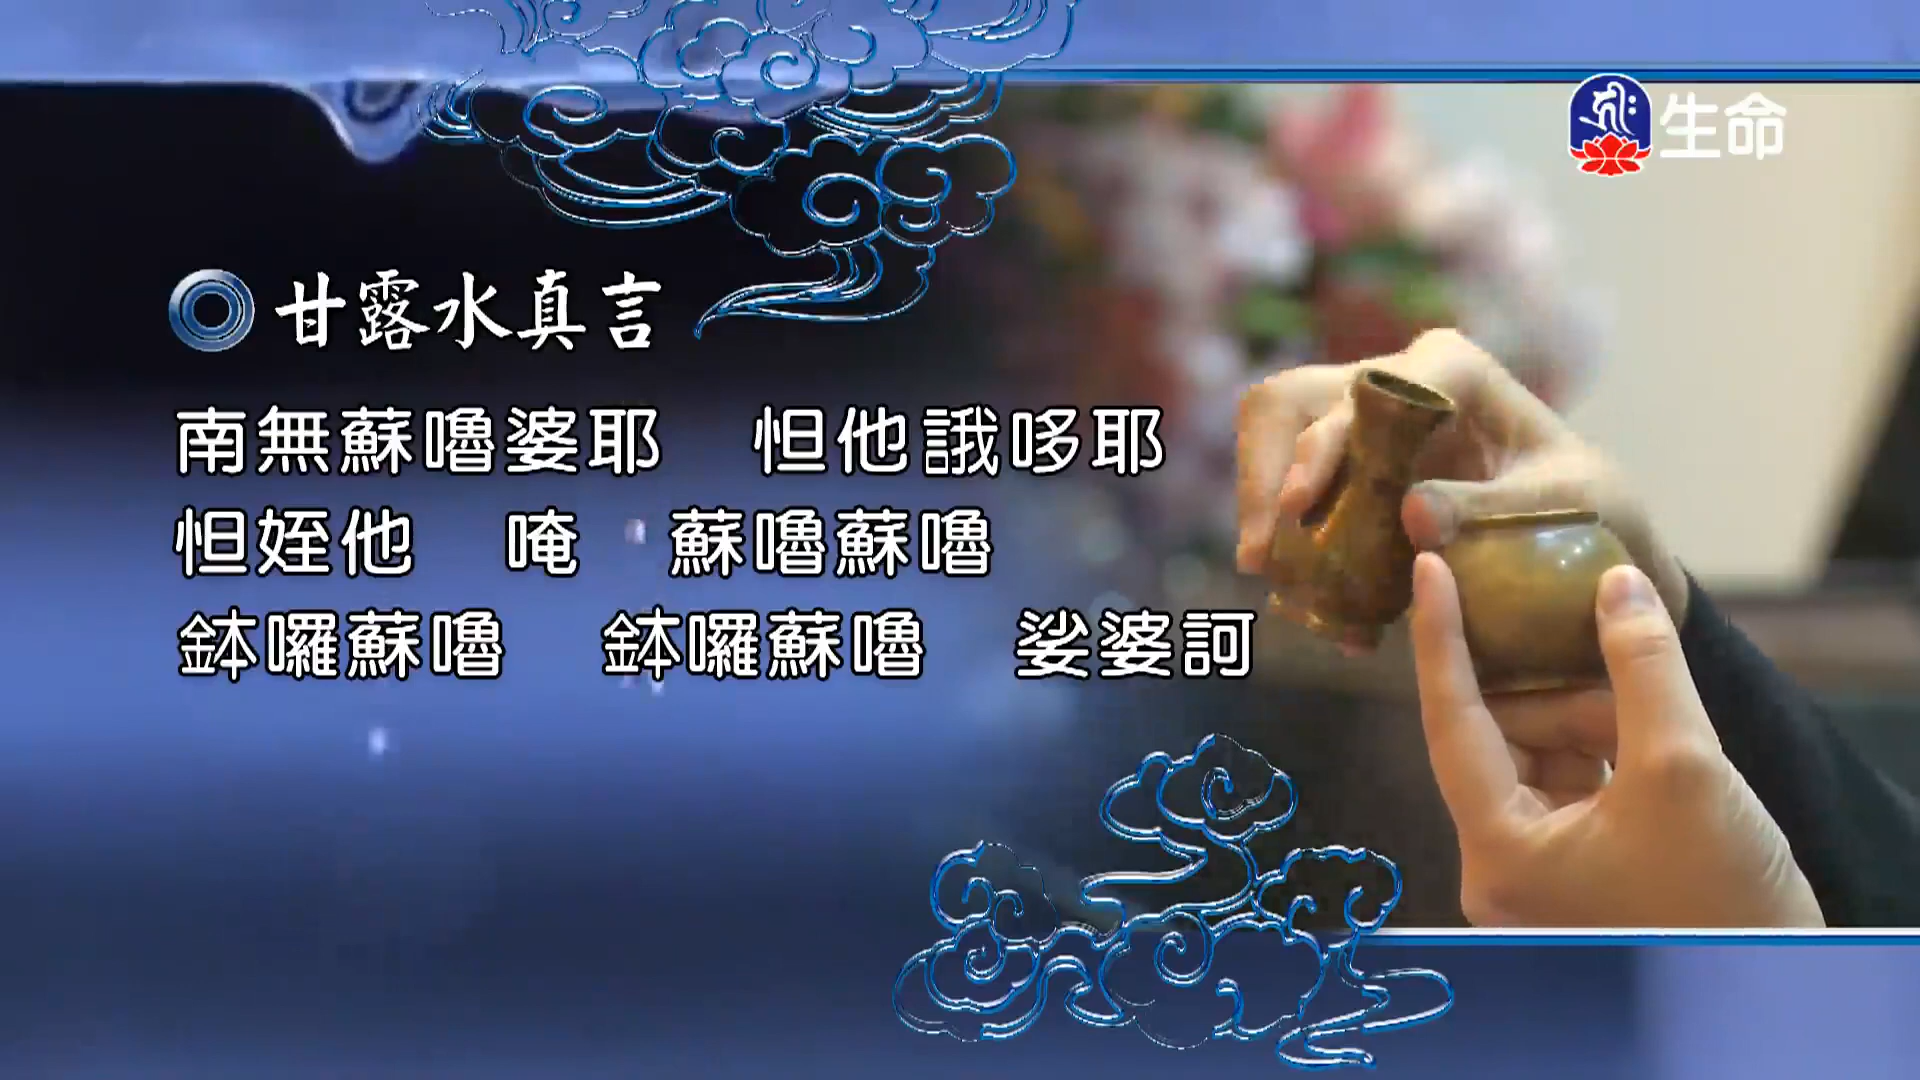 生命
甘露水真言
南無蘇嚕婆耶　怛他誐哆耶
怛姪他　唵　蘇嚕蘇嚕
鉢囉蘇嚕　鉢囉蘇嚕　娑婆訶